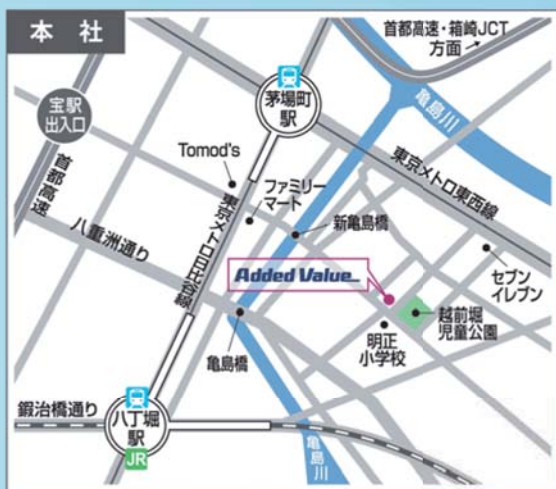 本社
首都高速・箱崎JCT
方面
茅場町
駅
亀島川
宝町
出入口
首都高速
Tomod's
東京メトロ東西線
ファミリー
マート
東京メトロ日比谷線
八重洲通り
新亀島橋
セブン
イレブン
Added Value
越前堀
児童公園
明正
小学校
亀島橋
鍛冶橋通り
八丁堀
駅
JR
亀島川